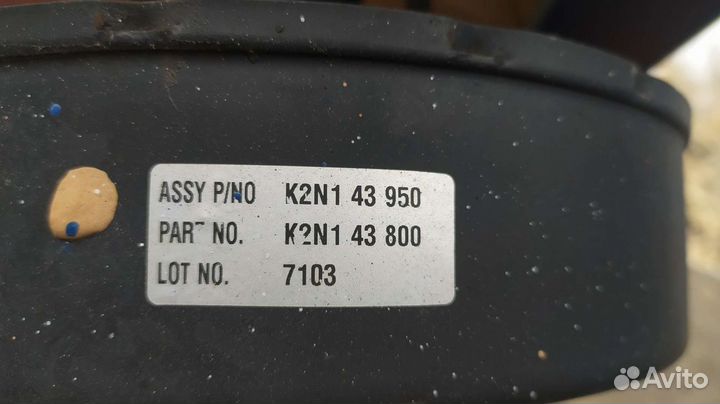 ASSY P/NO K2N1 43 950
PART NO. K2N1 43 800
LOT NO. 7103
Avito